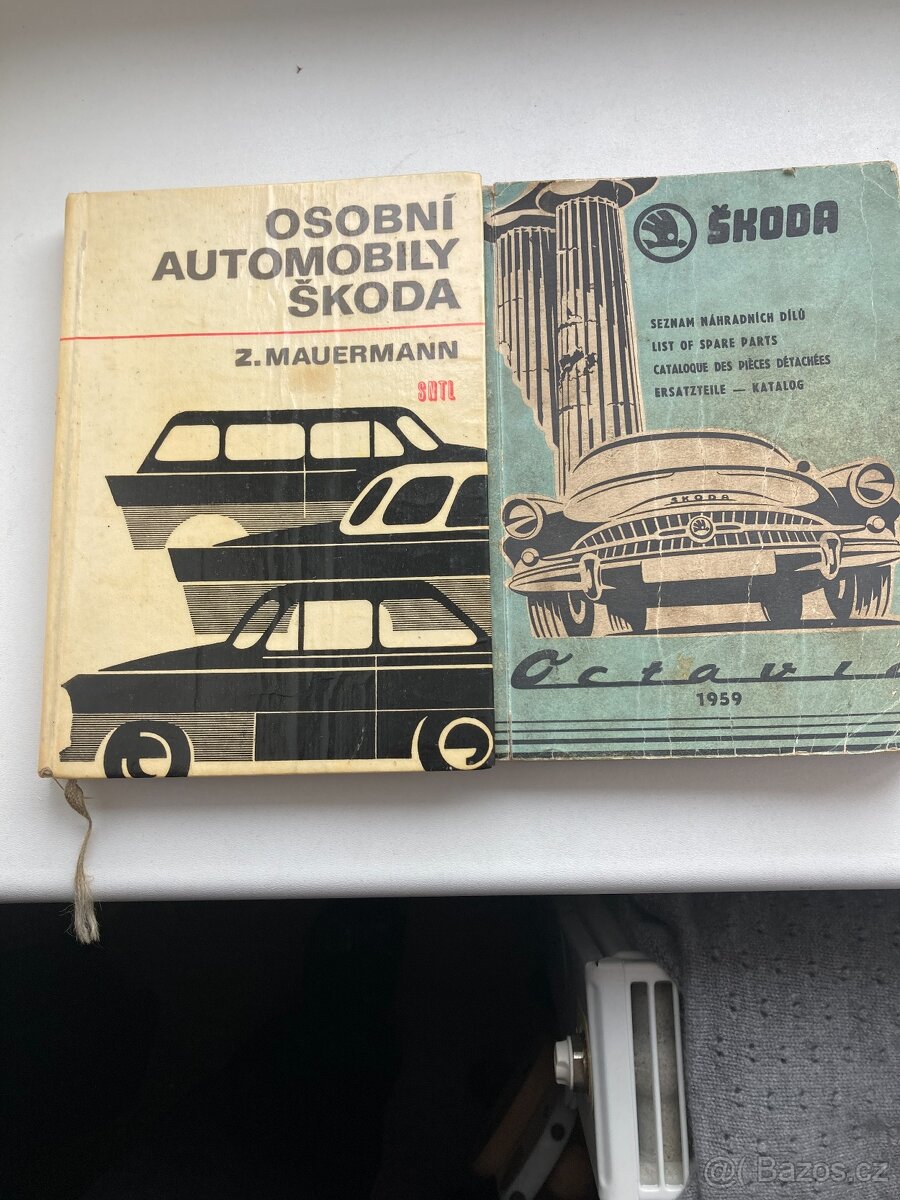 OSOBNÍ
AUTOMOBILY
ŠKODA
Z. MAUERMANN
SNTL
ŠKODA
SEZNAM NÁHRADNÍCH DÍLŮ
LIST OF SPARE PARTS
CATALOQUE DES PIÈCES DÉTACHÉES
ERSATZTEILE — KATALOG
ŠKODA
Octavia
1959
@ Bazos.cz